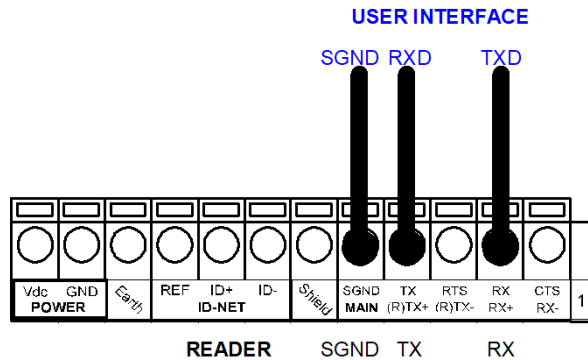 USER INTERFACE
SGND RXD TXD
Vdc GND Earth REF ID+ ID- Shield SGND TX RTS RX CTS
POWER ID-NET MAIN (R)TX+ (R)TX- RX+ RX- 1
READER SGND TX RX